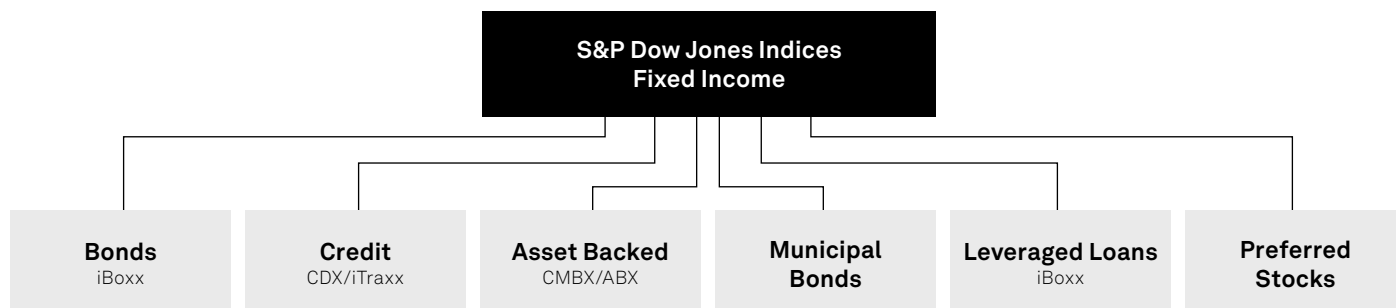 S&P Dow Jones Indices
Fixed Income
Bonds
iBoxx
Credit
CDX/iTraxx
Asset Backed
CMBX/ABX
Municipal
Bonds
Leveraged Loans
iBoxx
Preferred
Stocks